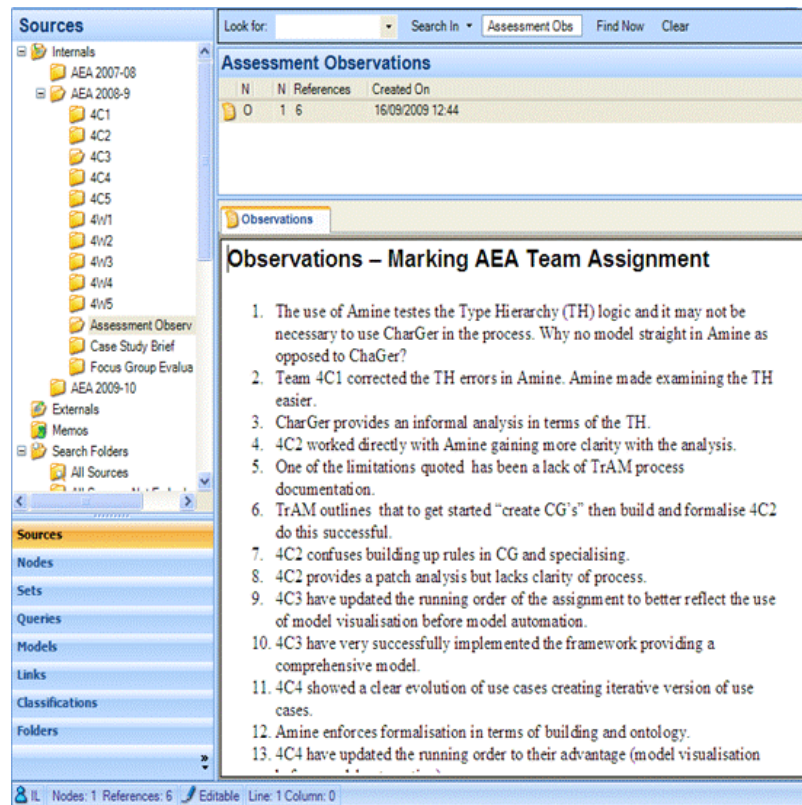 Sources
Internals
AEA 2007-08
AEA 2008-9
4C1
4C2
4C3
4C4
4C5
4W1
4W2
4W3
4W4
4W5
Assessment Observ
Case Study Brief
Focus Group Evalua
AEA 2009-10
Externals
Memos
Search Folders
All Sources
Sources
Nodes
Sets
Queries
Models
Links
Classifications
Folders
Look for: Search In Assessment Obs Find Now Clear
Assessment Observations
N N References Created On
O 1 6 16/09/2009 12:44
Observations
Observations – Marking AEA Team Assignment
1. The use of Amine testes the Type Hierarchy (TH) logic and it may not be
necessary to use CharGer in the process. Why no model straight in Amine as
opposed to ChaGer?
2. Team 4C1 corrected the TH errors in Amine. Amine made examining the TH
easier.
3. CharGer provides an informal analysis in terms of the TH.
4. 4C2 worked directly with Amine gaining more clarity with the analysis.
5. One of the limitations quoted has been a lack of TrAM process
documentation.
6. TrAM outlines that to get started “create CG’s” then build and formalise 4C2
do this successful.
7. 4C2 confuses building up rules in CG and specialising.
8. 4C2 provides a patch analysis but lacks clarity of process.
9. 4C3 have updated the running order of the assignment to better reflect the use
of model visualisation before model automation.
10. 4C3 have very successfully implemented the framework providing a
comprehensive model.
11. 4C4 showed a clear evolution of use cases creating iterative version of use
cases.
12. Amine enforces formalisation in terms of building and ontology.
13. 4C4 have updated the running order to their advantage (model visualisation
IL Nodes: 1 References: 6 Editable Line: 1 Column: 0